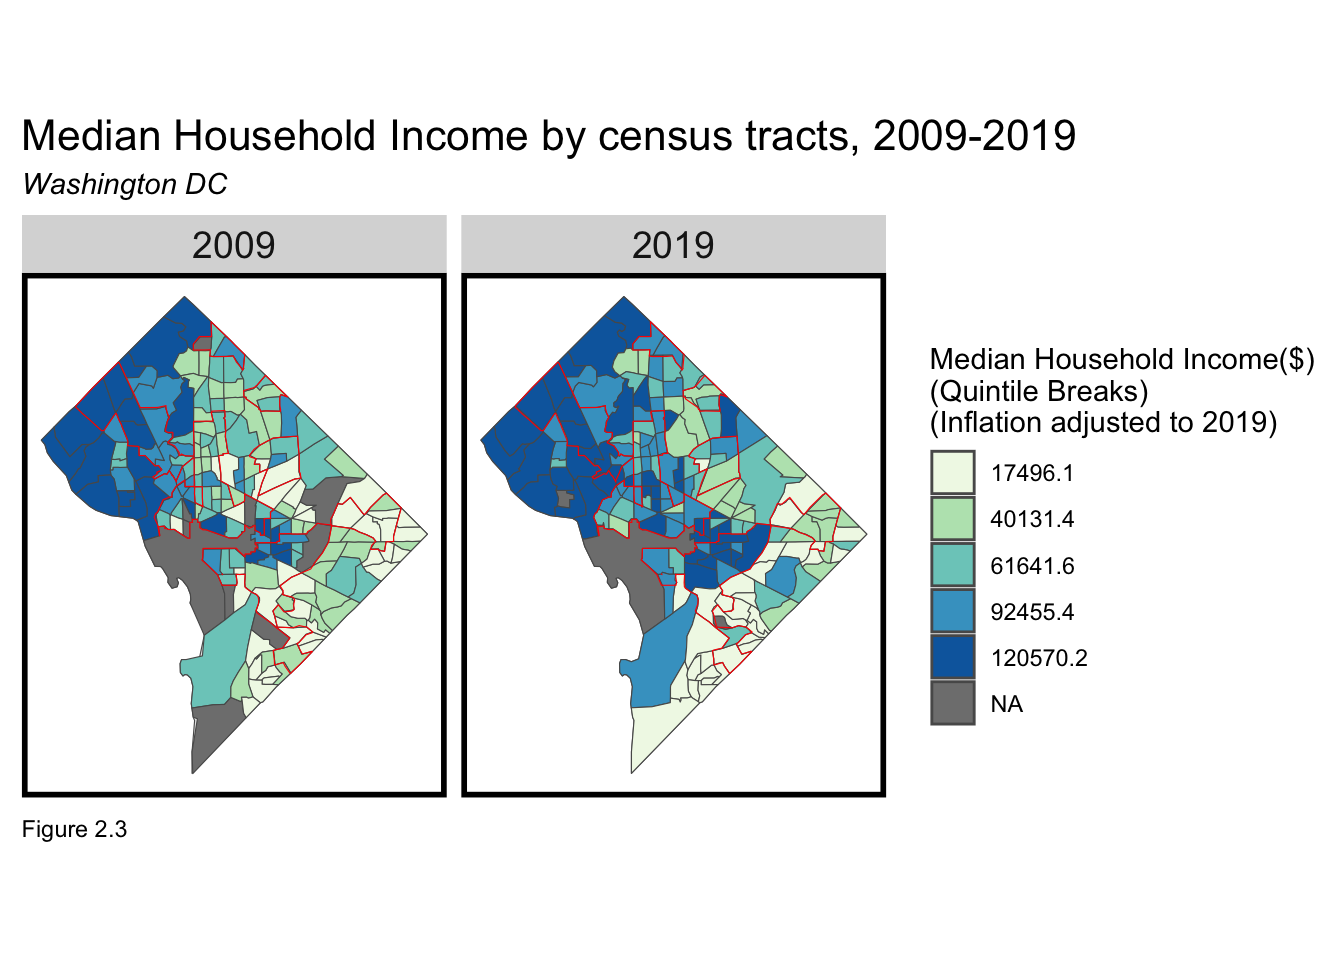 Median Household Income by census tracts, 2009-2019
Washington DC
2009
2019
Median Household Income($)
(Quintile Breaks)
(Inflation adjusted to 2019)
17496.1
40131.4
61641.6
92455.4
120570.2
NA
Figure 2.3